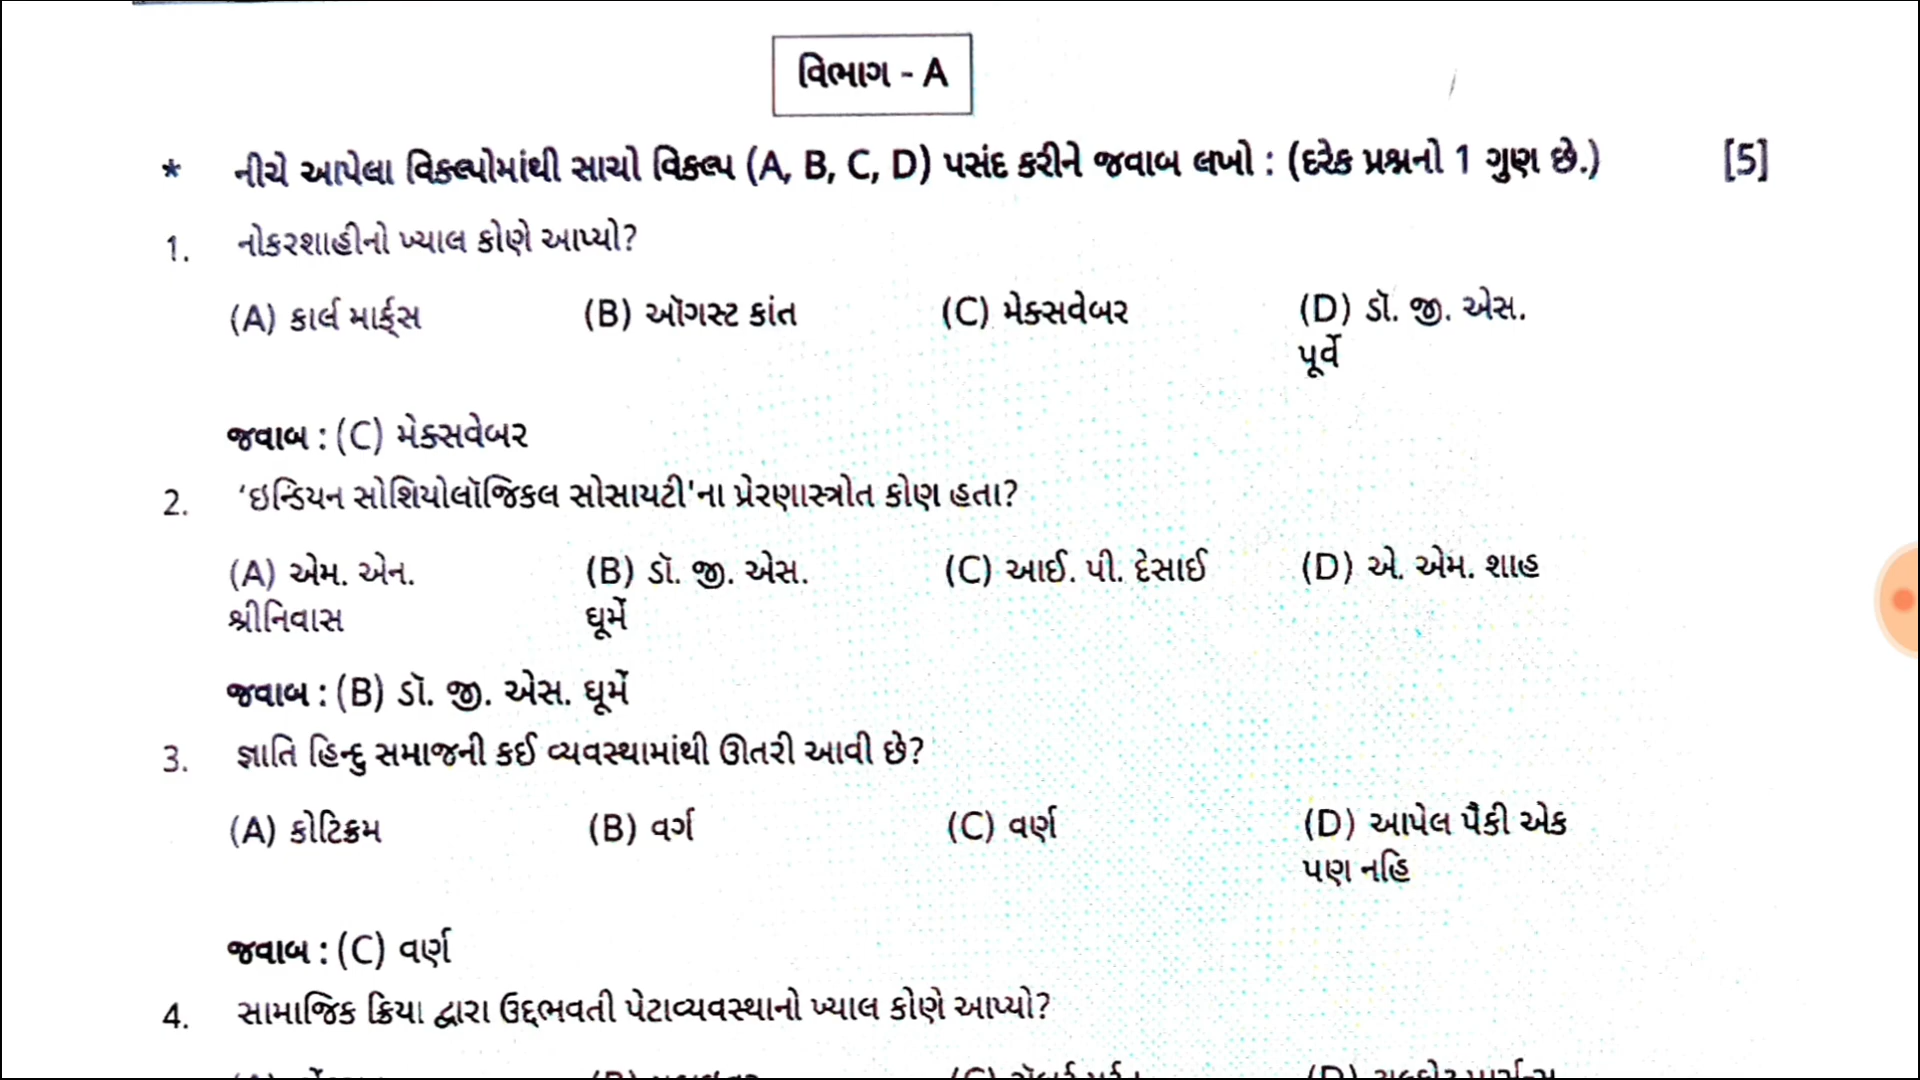 વિભાગ - A
* નીચે આપેલા વિકલ્પોમાંથી સાચો વિકલ્પ (A, B, C, D) પસંદ કરીને જવાબ લખો : (દરેક પ્રશ્નનો 1 ગુણ છે.) [5]
1. નોકરશાહીનો ખ્યાલ કોણે આપ્યો?
(A) કાર્લ માર્ક્સ (B) ઑગસ્ટ કાંત (C) મેક્સવેબર (D) ડૉ. જી. એસ.
પૂર્વે
જવાબ : (C) મેક્સવેબર
2. 'ઇન્ડિયન સોશિયોલૉજિકલ સોસાયટી'ના પ્રેરણાસ્ત્રોત કોણ હતા?
(A) એમ. એન. (B) ડૉ. જી. એસ. (C) આઈ. પી. દેસાઈ (D) એ. એમ. શાહ
શ્રીનિવાસ ઘૂર્મે
જવાબ : (B) ડૉ. જી. એસ. ઘૂર્મે
3. જ્ઞાતિ હિન્દુ સમાજની કઈ વ્યવસ્થામાંથી ઊતરી આવી છે?
(A) કોટિક્રમ (B) વર્ગ (C) વર્ણ (D) આપેલ પૈકી એક
પણ નહિ
જવાબ : (C) વર્ણ
4. સામાજિક ક્રિયા દ્વારા ઉદ્દભવતી પેટાવ્યવસ્થાનો ખ્યાલ કોણે આપ્યો?